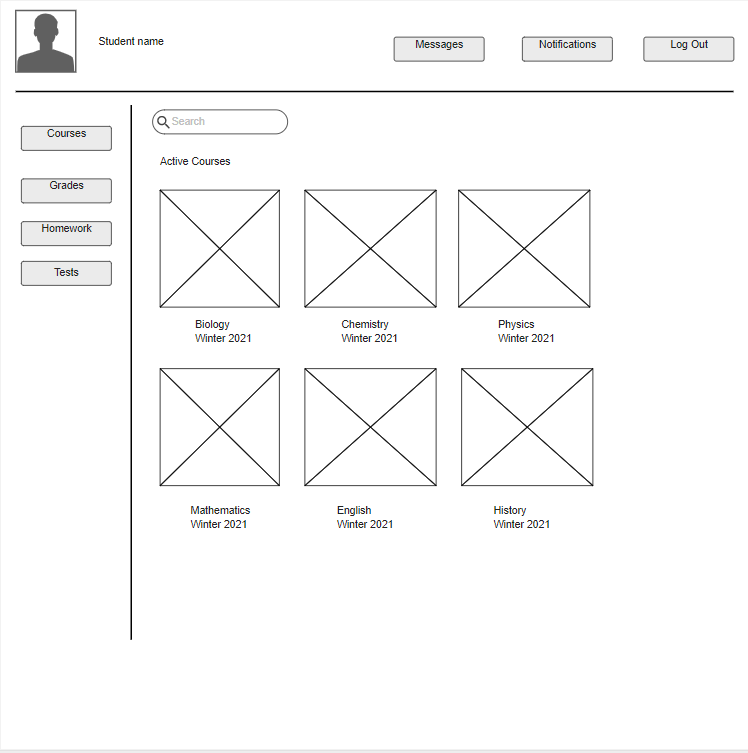 Student name
Messages
Notifications
Log Out
Courses
Grades
Homework
Tests
Search
Active Courses
Biology
Winter 2021
Chemistry
Winter 2021
Physics
Winter 2021
Mathematics
Winter 2021
English
Winter 2021
History
Winter 2021